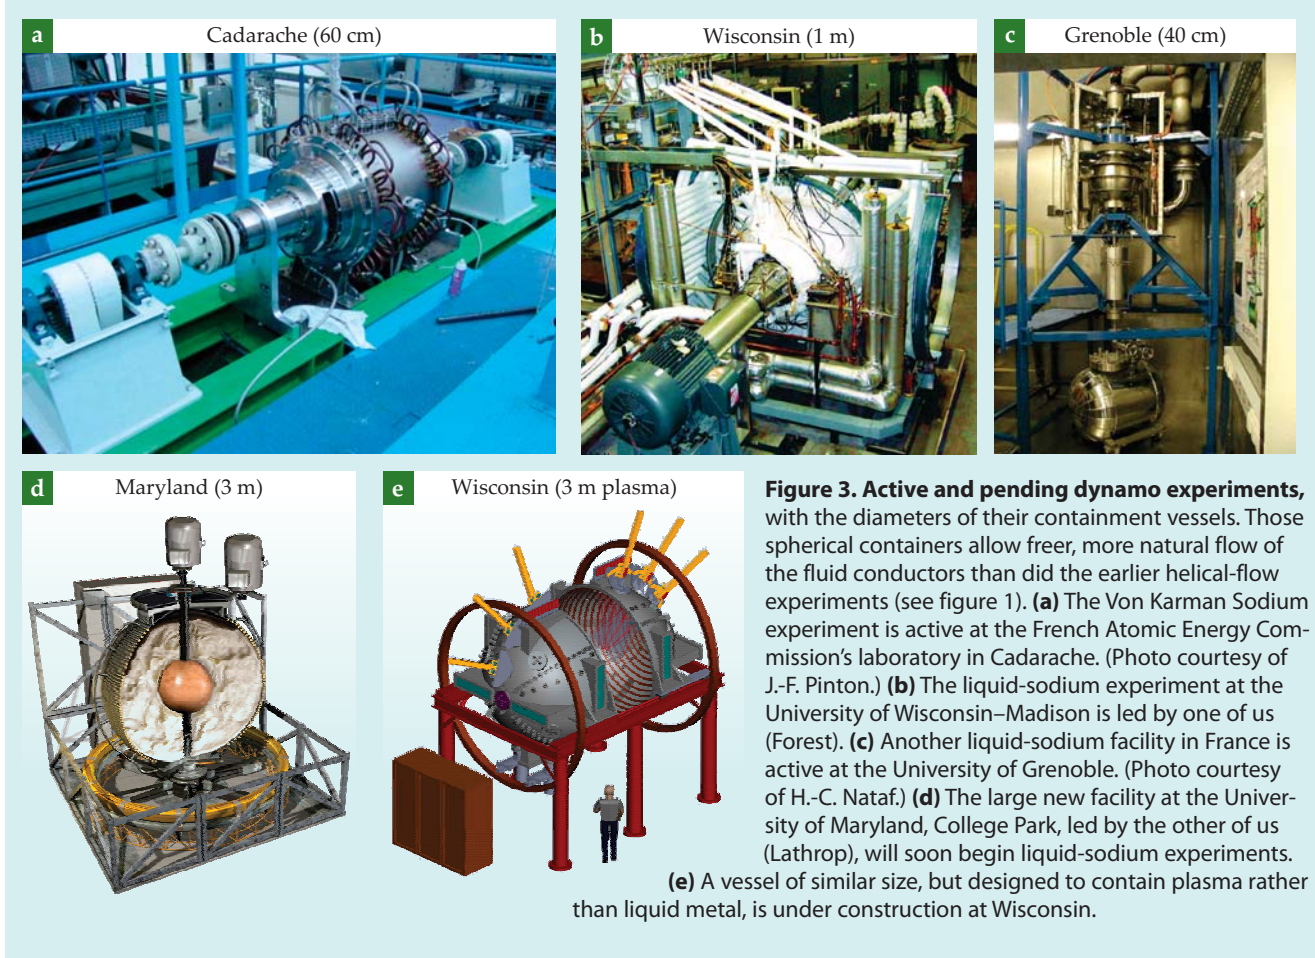 a
Cadarache (60 cm)
b
Wisconsin (1 m)
c
Grenoble (40 cm)
d
Maryland (3 m)
e
Wisconsin (3 m plasma)
Figure 3. Active and pending dynamo experiments,
with the diameters of their containment vessels. Those
spherical containers allow freer, more natural flow of
the fluid conductors than did the earlier helical-flow
experiments (see figure 1). (a) The Von Karman Sodium
experiment is active at the French Atomic Energy Com-
mission’s laboratory in Cadarache. (Photo courtesy of
J.-F. Pinton.) (b) The liquid-sodium experiment at the
University of Wisconsin–Madison is led by one of us
(Forest). (c) Another liquid-sodium facility in France is
active at the University of Grenoble. (Photo courtesy
of H.-C. Nataf.) (d) The large new facility at the Univer-
sity of Maryland, College Park, led by the other of us
(Lathrop), will soon begin liquid-sodium experiments.
(e) A vessel of similar size, but designed to contain plasma rather
than liquid metal, is under construction at Wisconsin.